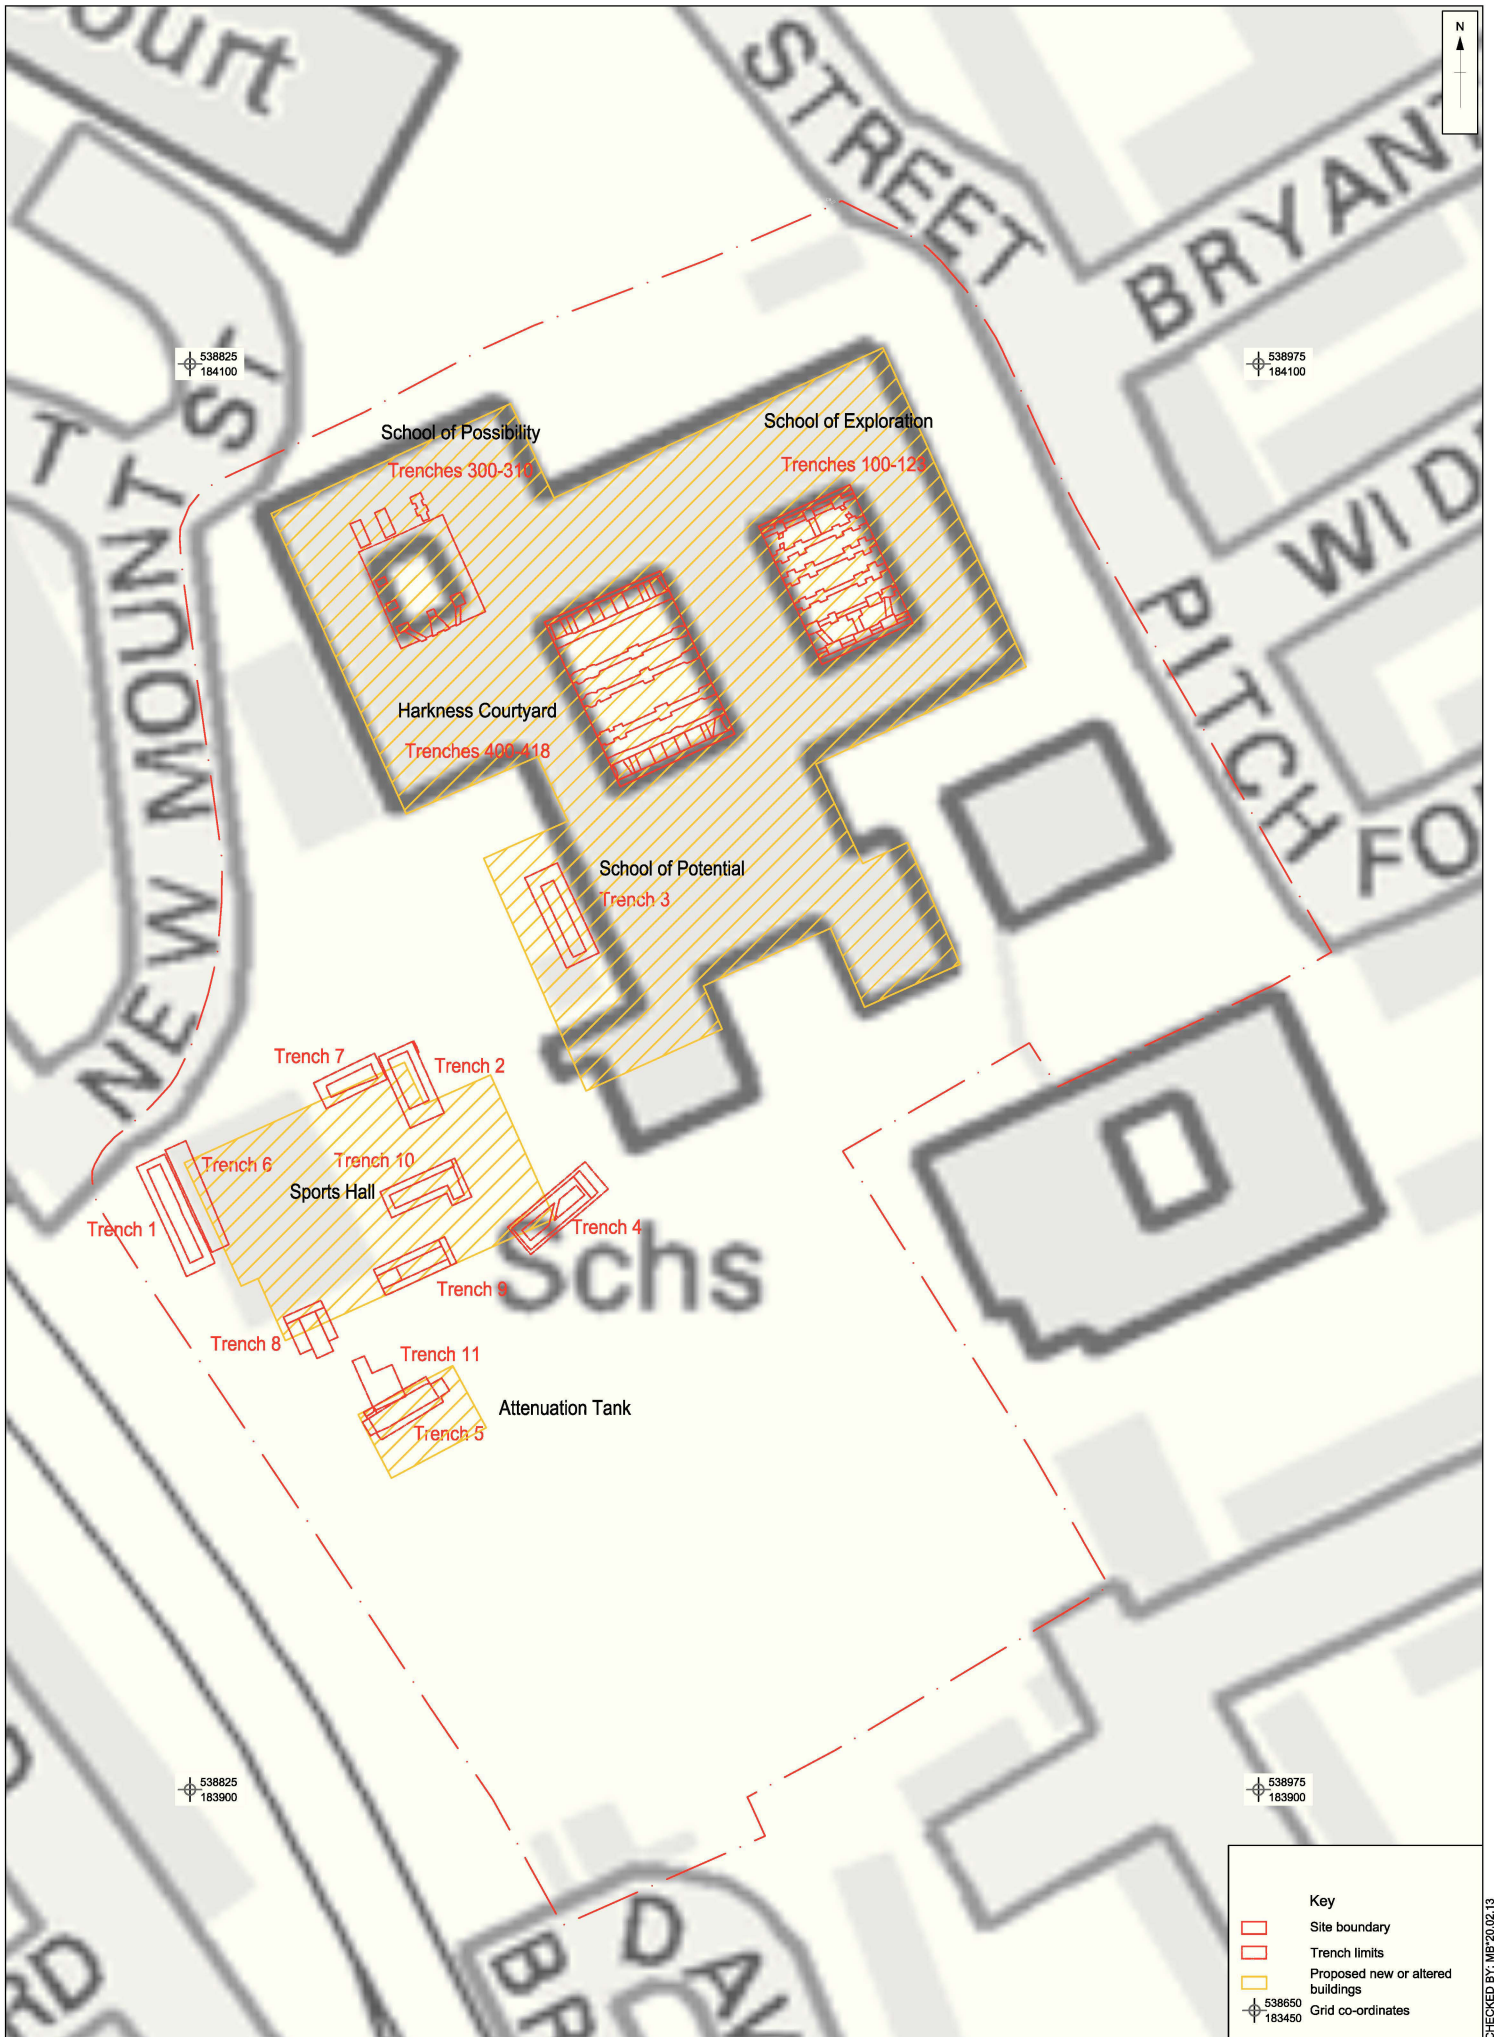 ourt
STREET
N
BRYANT
538825
184100
538975
184100
T
NEW MOUNT ST
School of Possibility
Trenches 300-310
School of Exploration
Trenches 100-123
WID
PITCH
FO
Harkness Courtyard
Trenches 400-418
School of Potential
Trench 3
Trench 7
Trench 2
Trench 6
Trench 10
Sports Hall
Trench 1
Trench 4
Schs
Trench 9
Trench 8
Trench 11
Attenuation Tank
Trench 5
538825
183900
538975
183900
RD
DAV
BR
Key
Site boundary
Trench limits
Proposed new or altered
buildings
538650
183450
Grid co-ordinates
CHECKED BY: MB*20.02.13